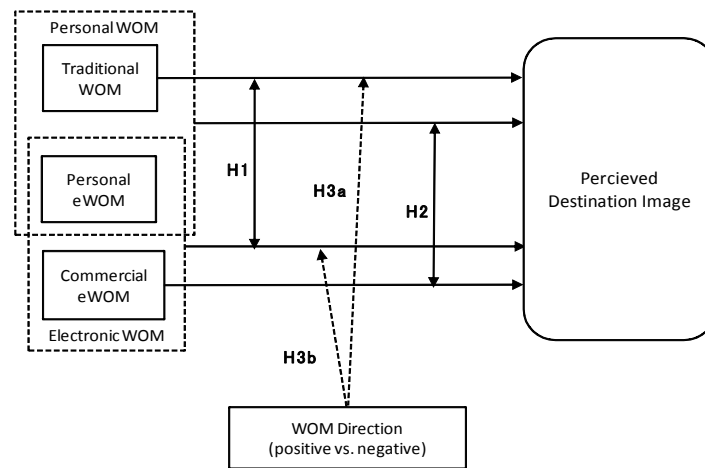 Personal WOM
Traditional
WOM
Personal
eWOM
Commercial
eWOM
Electronic WOM
H1
H3a
H2
H3b
Percieved
Destination Image
WOM Direction
(positive vs. negative)